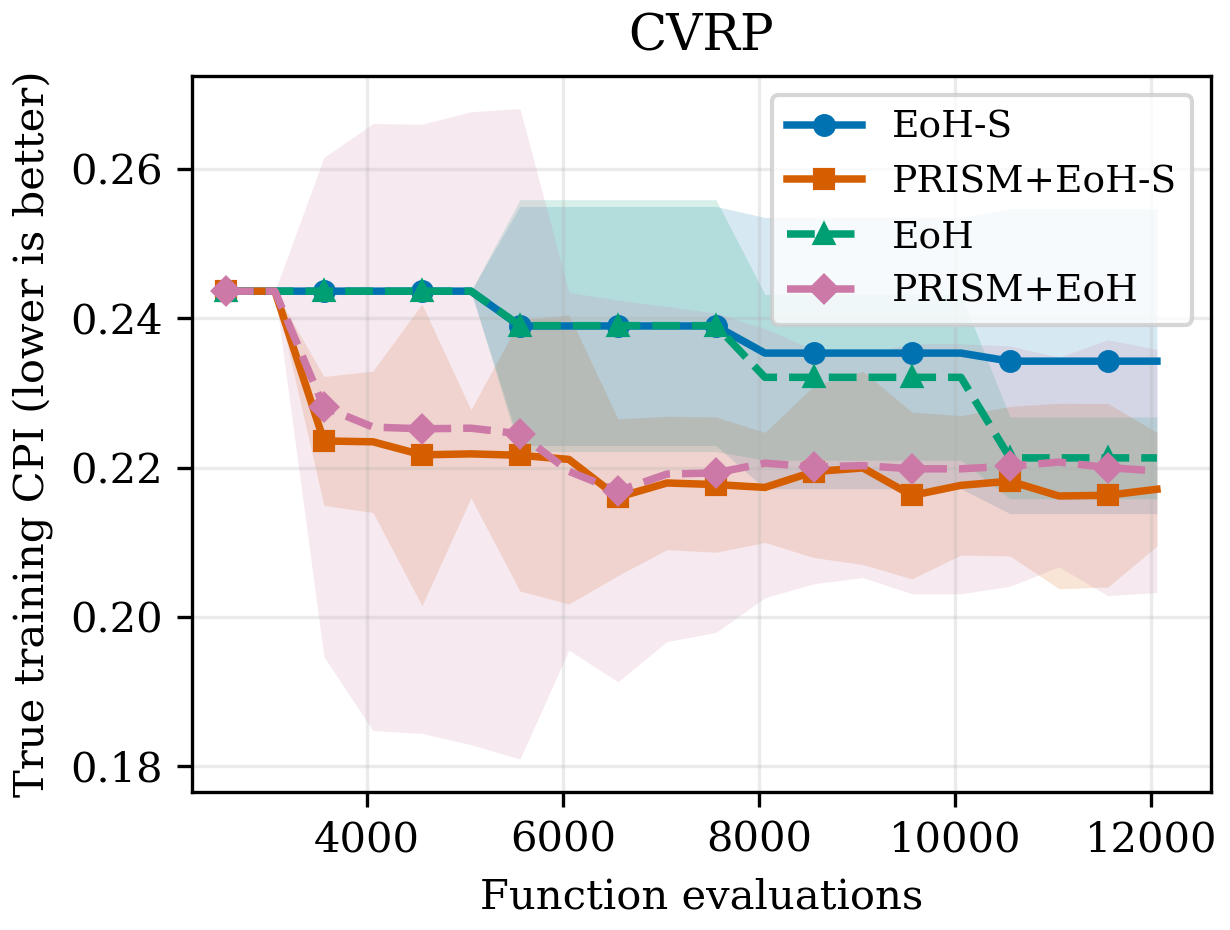 CVRP
True training CPI (lower is better)
0.26
0.24
0.22
0.20
0.18
EoH-S
PRISM+EoH-S
EoH
PRISM+EoH
4000 6000 8000 10000 12000
Function evaluations